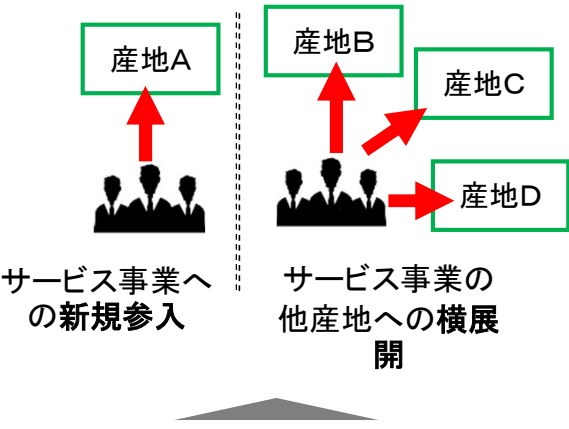 産地A
産地B
産地C
産地D
サービス事業へ
の新規参入
サービス事業の
他産地への横展
開